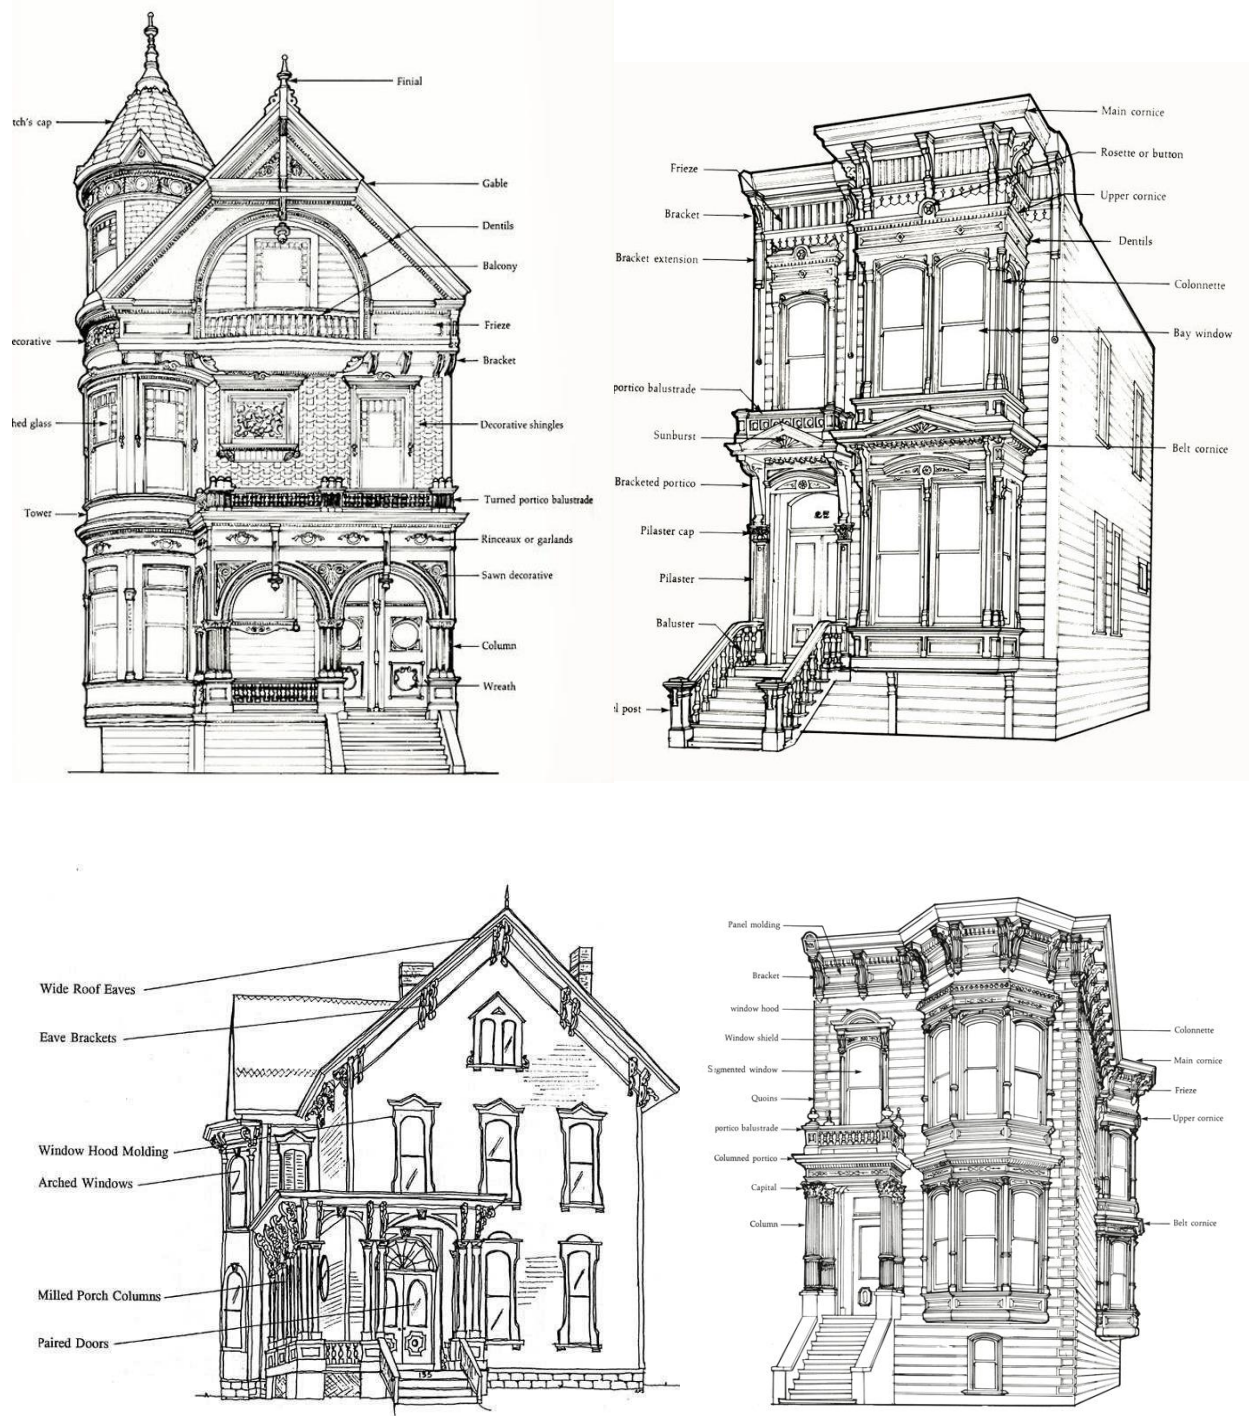 Finial
tch's cap
Gable
Dentils
Balcony
Frieze
ecorative
Bracket
hed glass
Decorative shingles
Turned portico balustrade
Tower
Rinceaux or garlands
Sawn decorative
Column
Wreath
Main cornice
Rosette or button
Frieze
Upper cornice
Bracket
Dentils
Bracket extension
Colonnette
Bay window
portico balustrade
Sunburst
Belt cornice
Bracketed portico
25
Pilaster cap
Pilaster
Baluster
l post
Wide Roof Eaves
Eave Brackets
Window Hood Molding
Arched Windows
Milled Porch Columns
Paired Doors
135
Panel molding
Bracket
window hood
Colonnette
Window shield
Main cornice
Segmented window
Frieze
Quoins
Upper cornice
portico balustrade
Columned portico
Capital
Column
Belt cornice